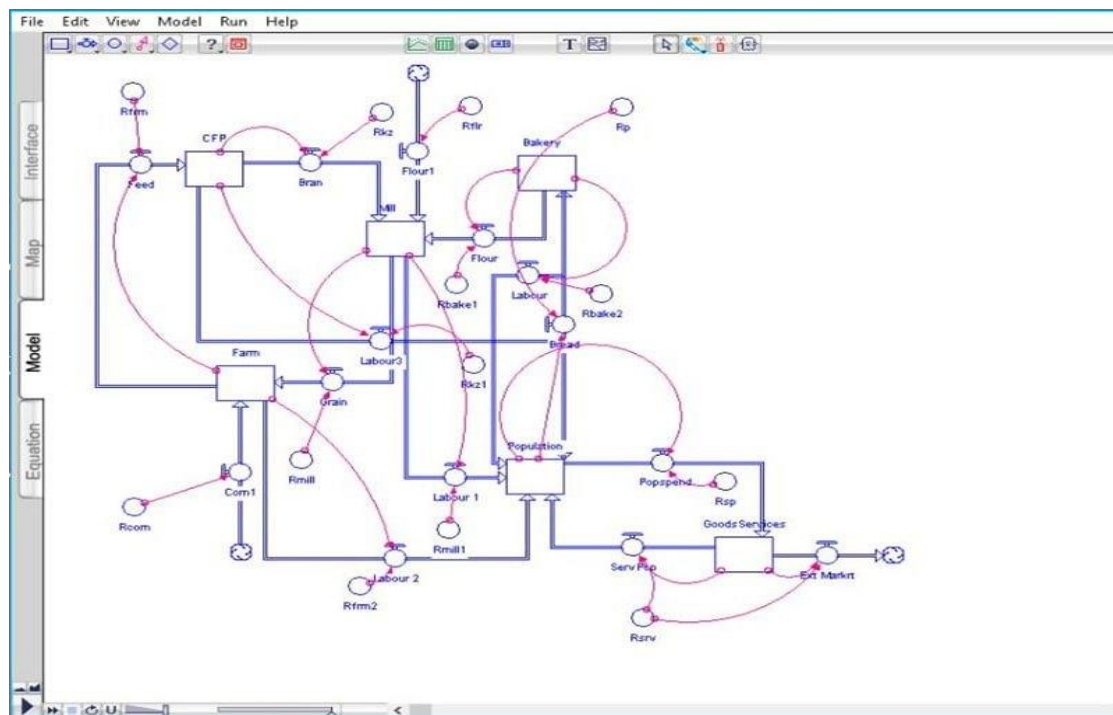 File Edit View Model Run Help
? T
Interface
Map
Model
Equation
Rfrm
Rkz
Rflr
Rp
CFP
Bakery
Feed
Bran
Flour1
Mill
Flour
Rbake1
Labour
Rbake2
Bread
Farm
Labour3
Rkz1
Grain
Population
Rmill
Labour 1
Popspend
Rsp
Corn1
Rcorn
Rmill1
Goods Services
Serv Pop
Ext Markrt
Labour 2
Rfrm2
Rsrv
U